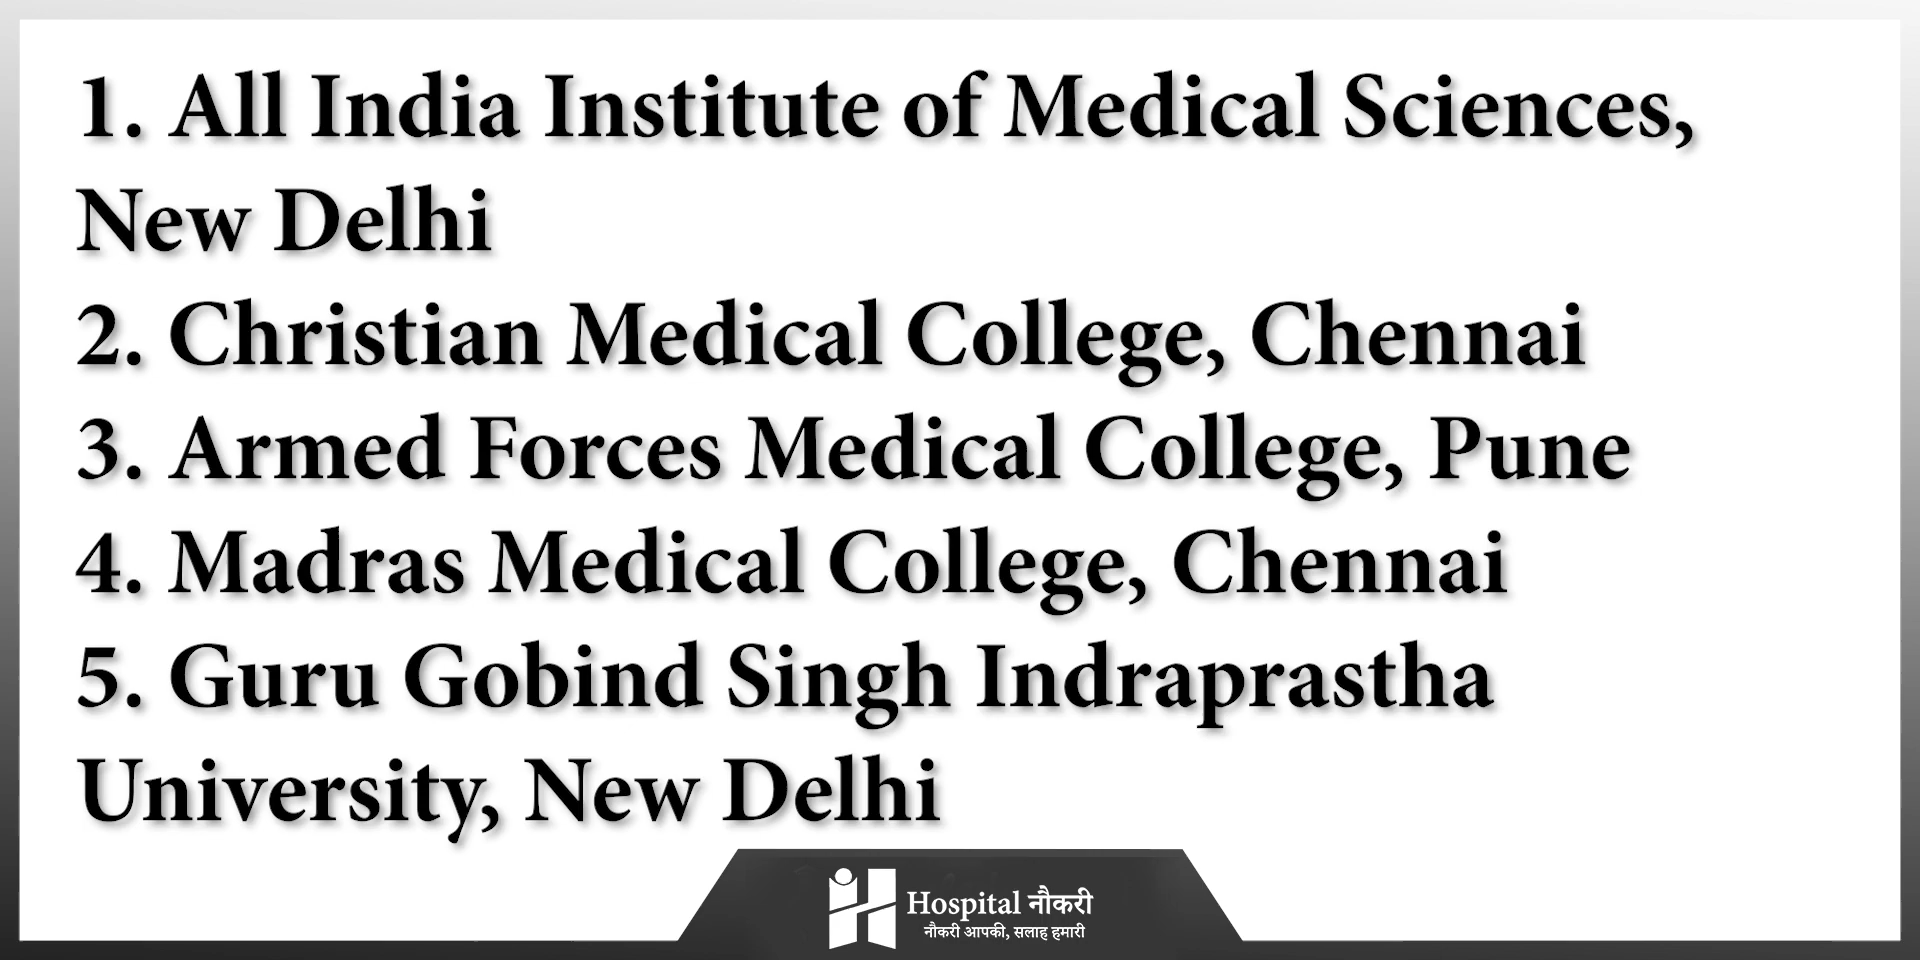 1. All India Institute of Medical Sciences,
New Delhi
2. Christian Medical College, Chennai
3. Armed Forces Medical College, Pune
4. Madras Medical College, Chennai
5. Guru Gobind Singh Indraprastha
University, New Delhi
Hospital नौकरी
नौकरी आपकी, सलाह हमारी